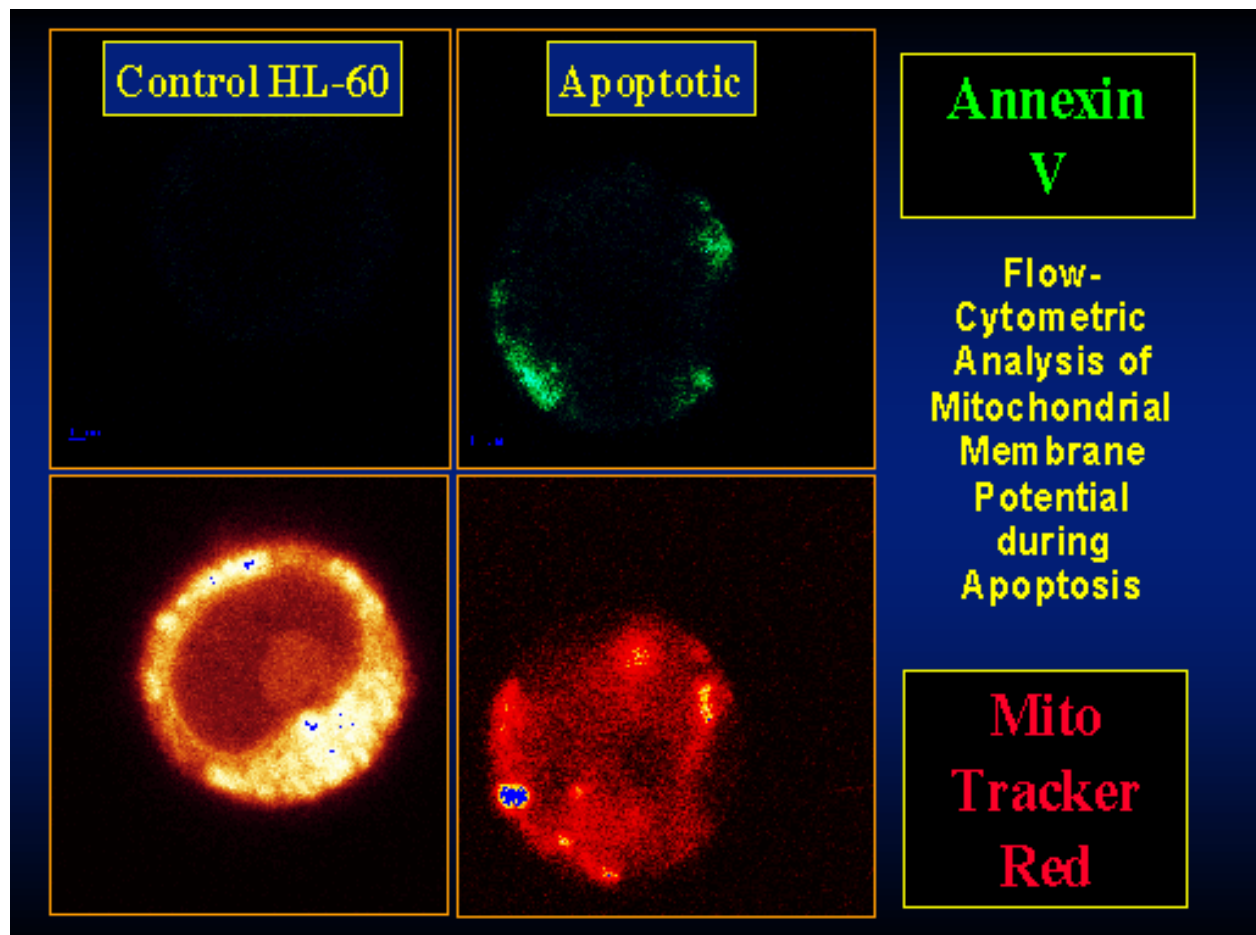 Control HL-60
Apoptotic
Annexin
V
Flow-
Cytometric
Analysis of
Mitochondrial
Membrane
Potential
during
Apoptosis
Mito
Tracker
Red